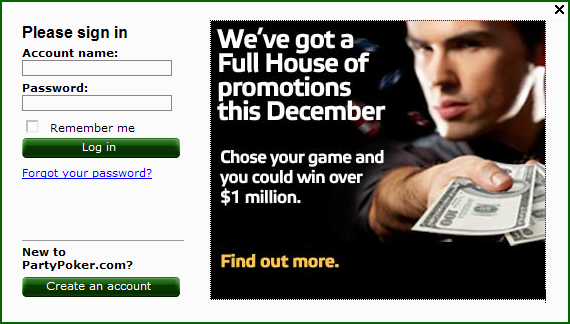 Please sign in
Account name:
Password:
Remember me
Log in
Forgot your password?
New to
PartyPoker.com?
Create an account
We've got a
Full House of
promotions
this December
Chose your game and
you could win over
$1 million.
Find out more.
100